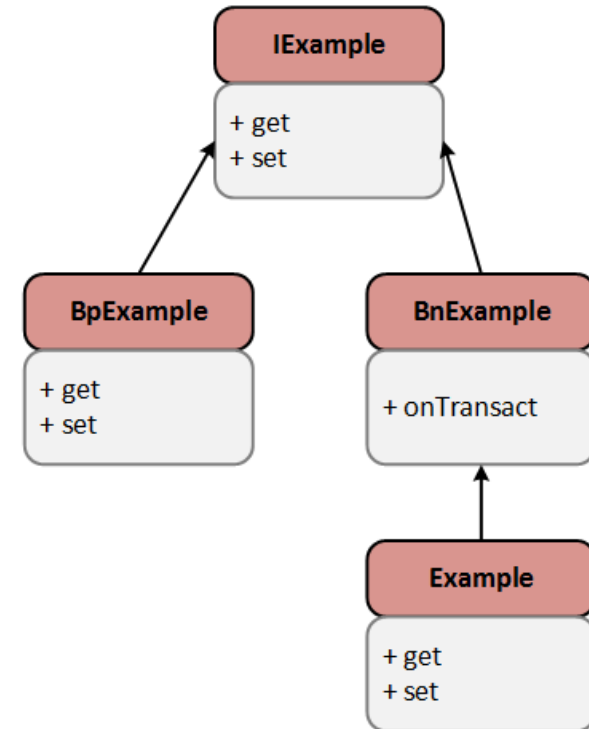 IExample
+ get
+ set
BpExample
+ get
+ set
BnExample
+ onTransact
Example
+ get
+ set